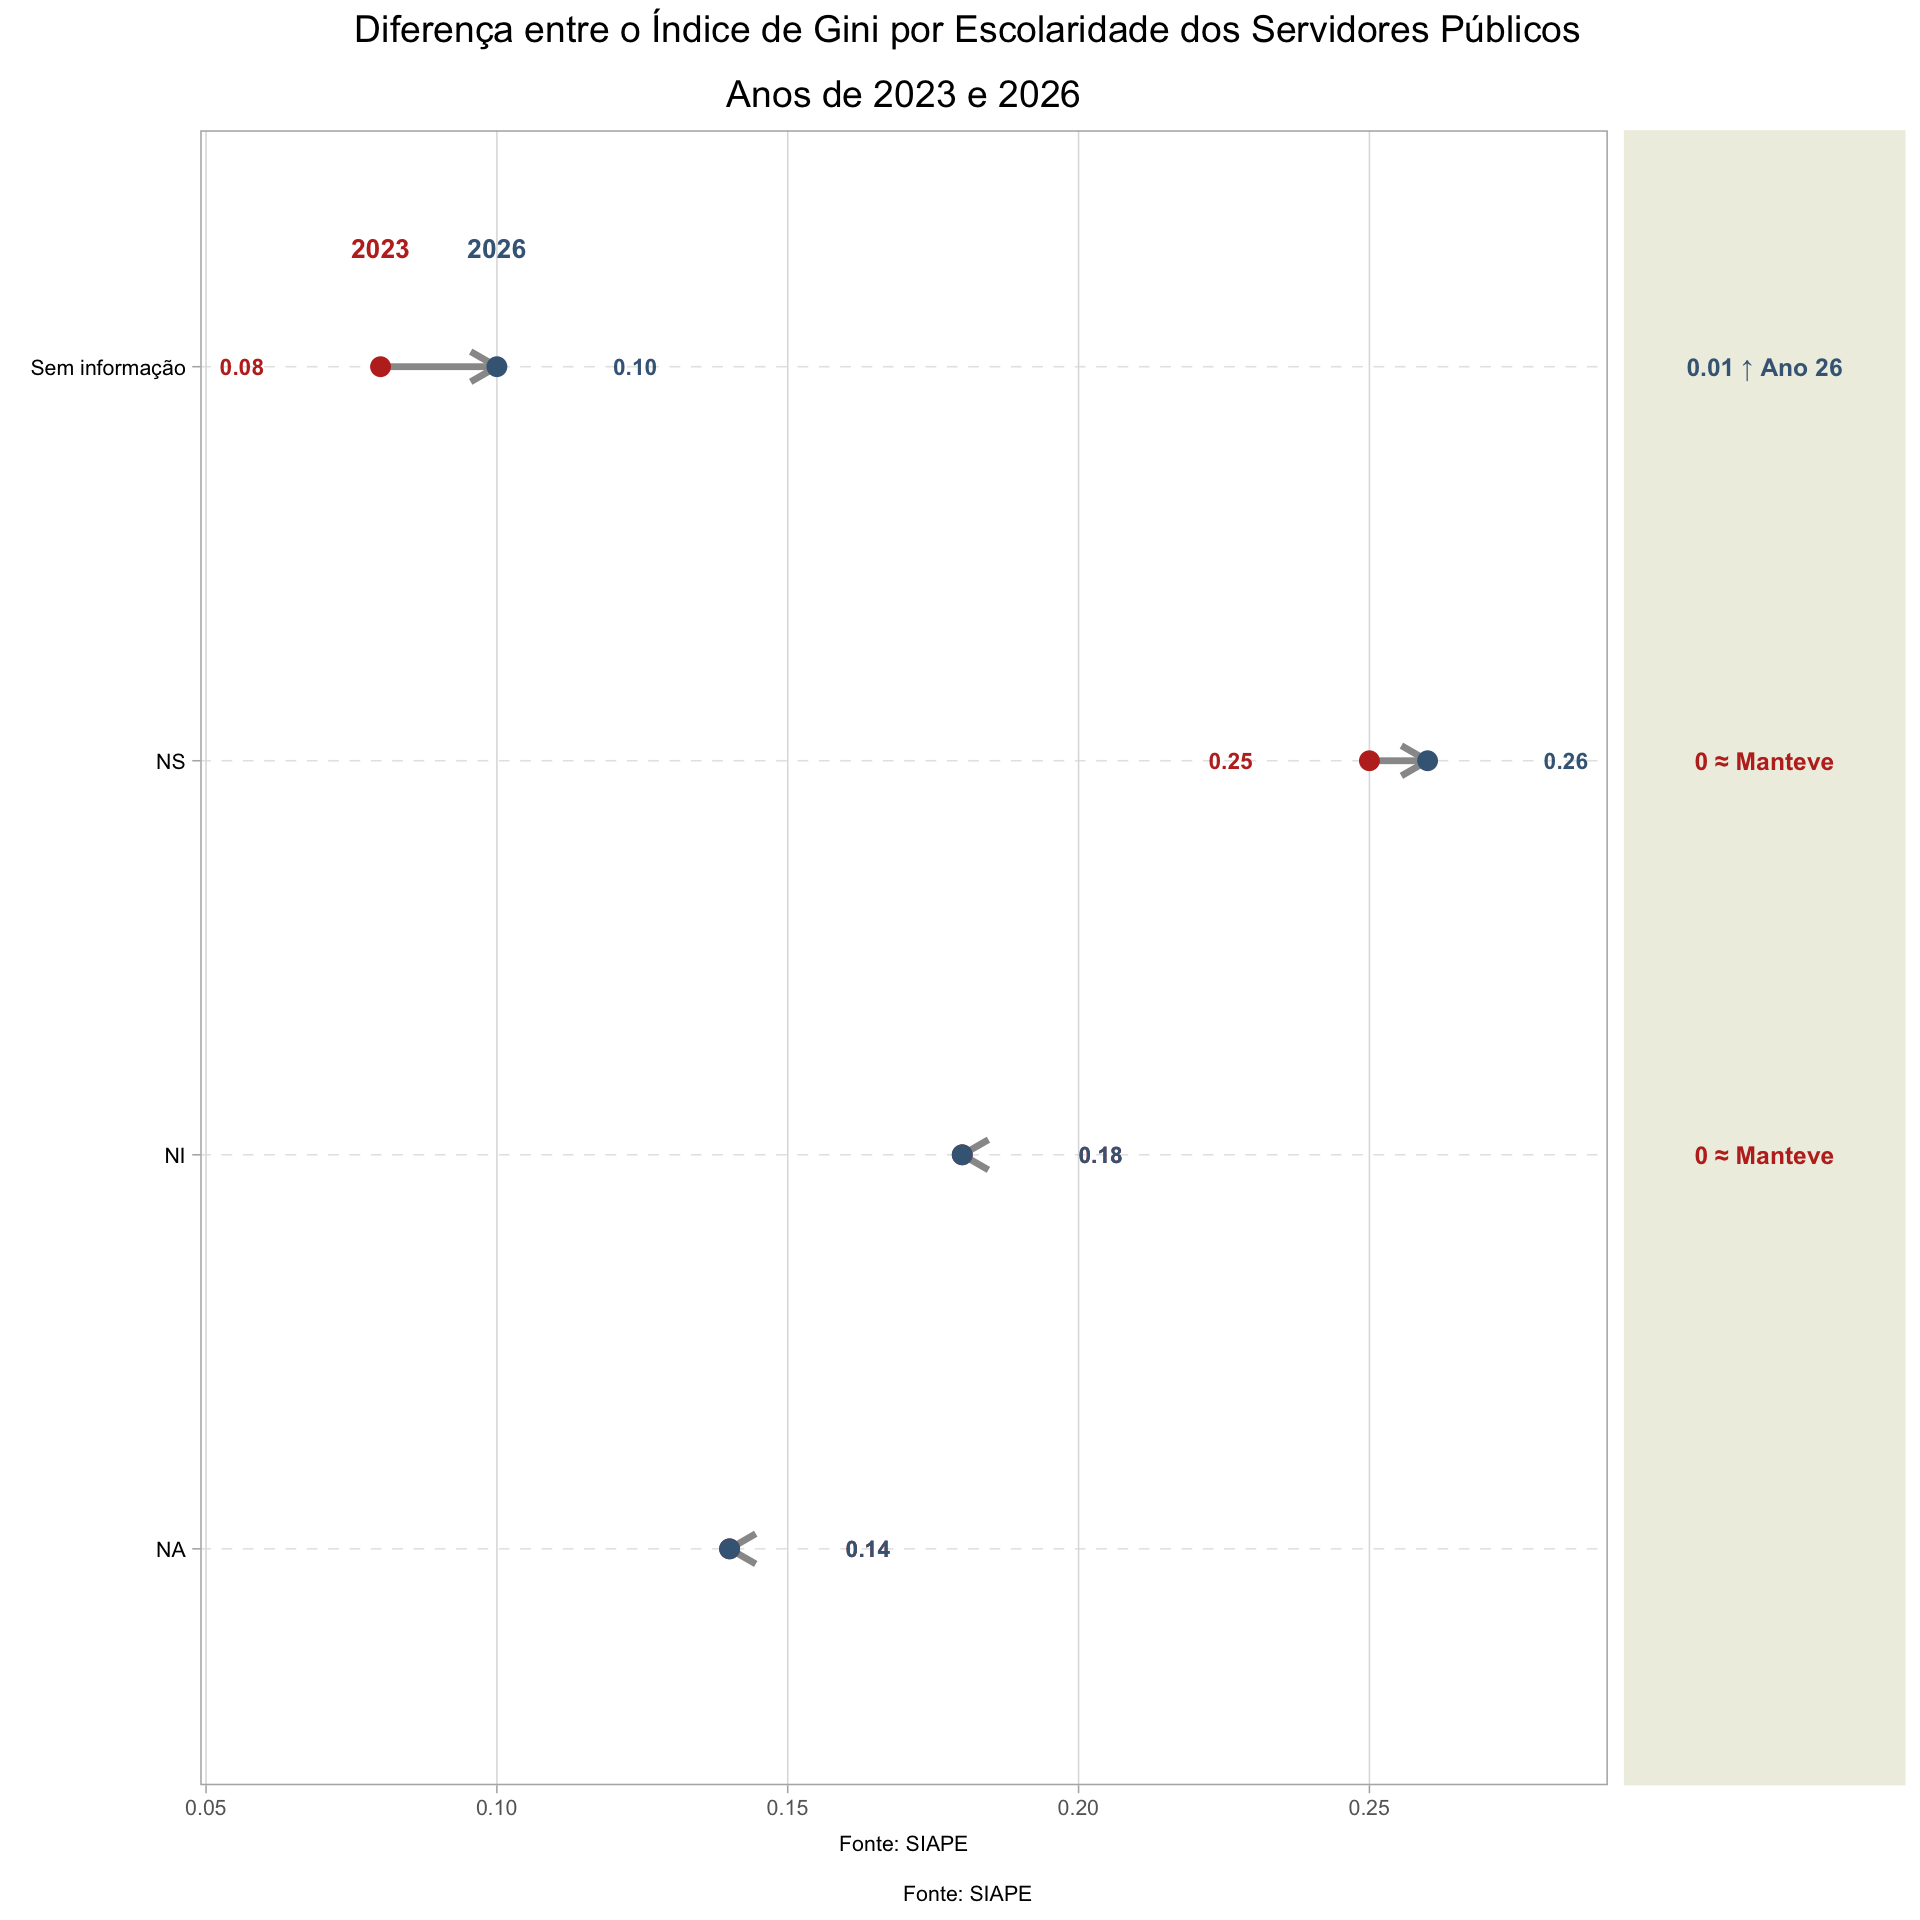 Diferença entre o Índice de Gini por Escolaridade dos Servidores Públicos
Anos de 2023 e 2026
2023 2026
Sem informação 0.08 0.10 0.01 ↑ Ano 26
NS 0.25 0.26 0 ≈ Manteve
NI 0.18 0 ≈ Manteve
NA 0.14
0.05 0.10 0.15 0.20 0.25
Fonte: SIAPE
Fonte: SIAPE